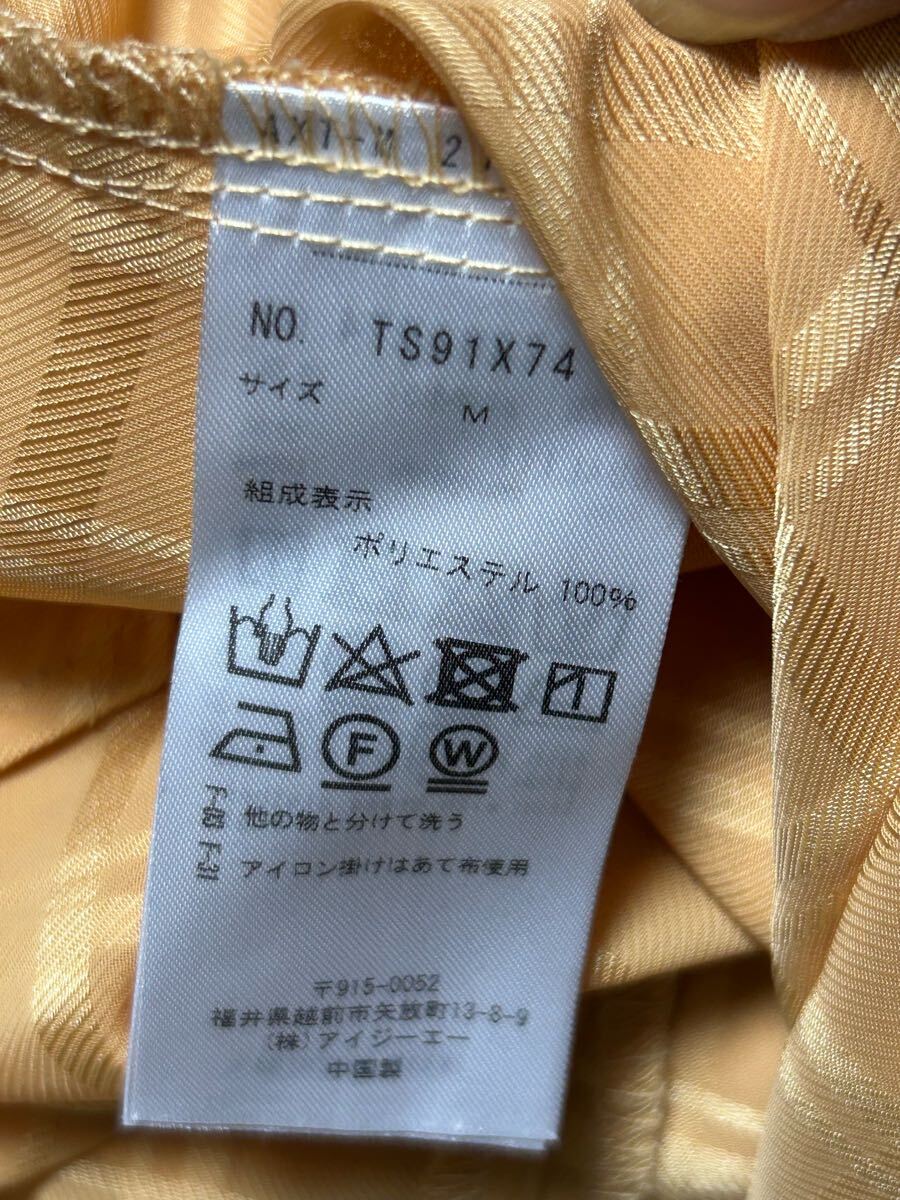 NO. TS91X74
サイズ M
組成表示
ポリエステル 100%
F W
他の物と分けて洗う
アイロン掛けはあて布使用
〒915-0052
福井県越前市矢放町13-8-9
(株)アイジーエー
中国製